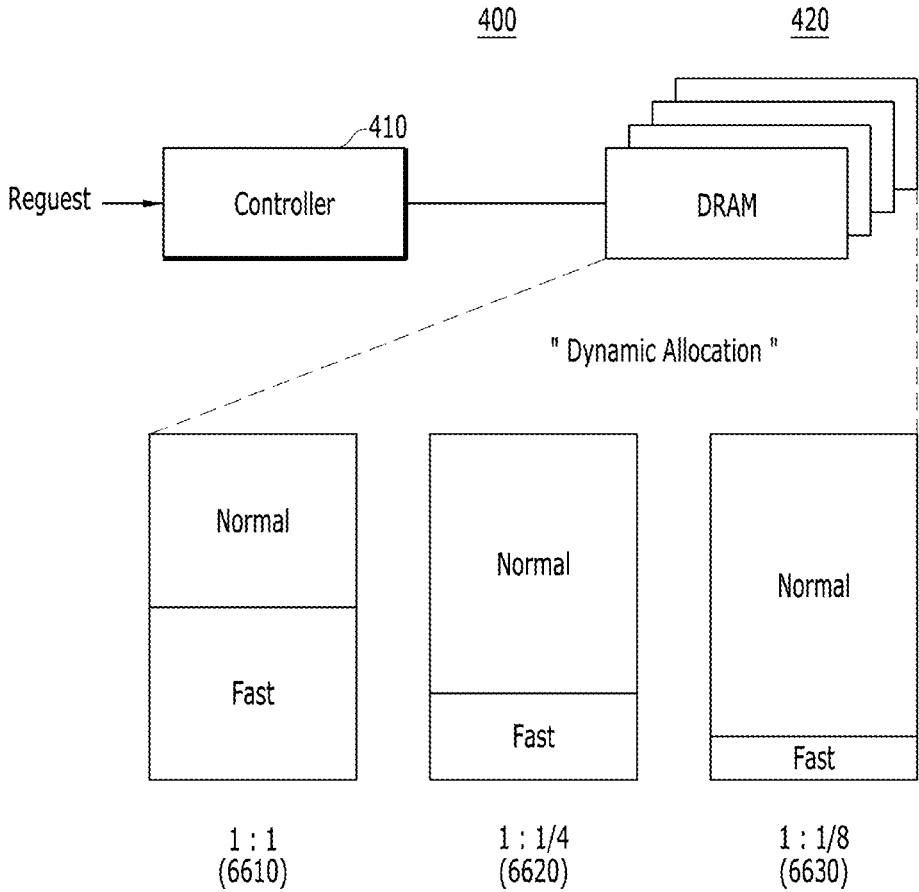 400
420
410
Reguest
Controller
DRAM
" Dynamic Allocation "
Normal
Normal
Normal
Fast
Fast
Fast
1 : 1
(6610)
1 : 1/4
(6620)
1 : 1/8
(6630)